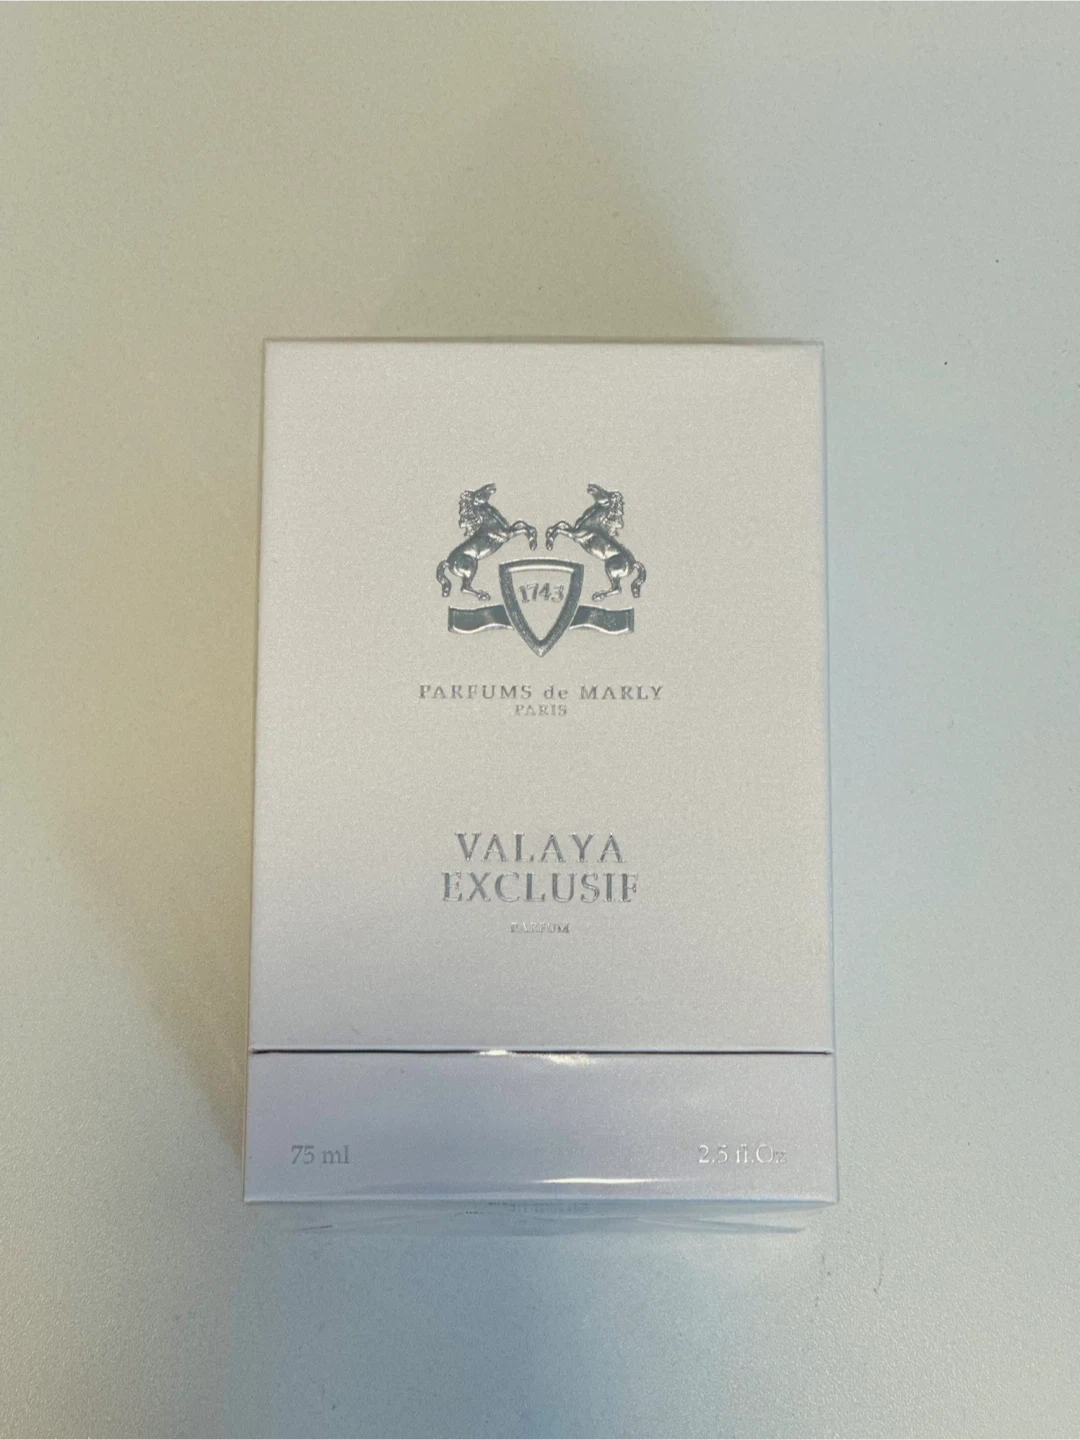 1743
PARFUMS de MARLY
PARIS
VALAYA
EXCLUSIF
PARFUM
75 ml
2.5 fl.Oz